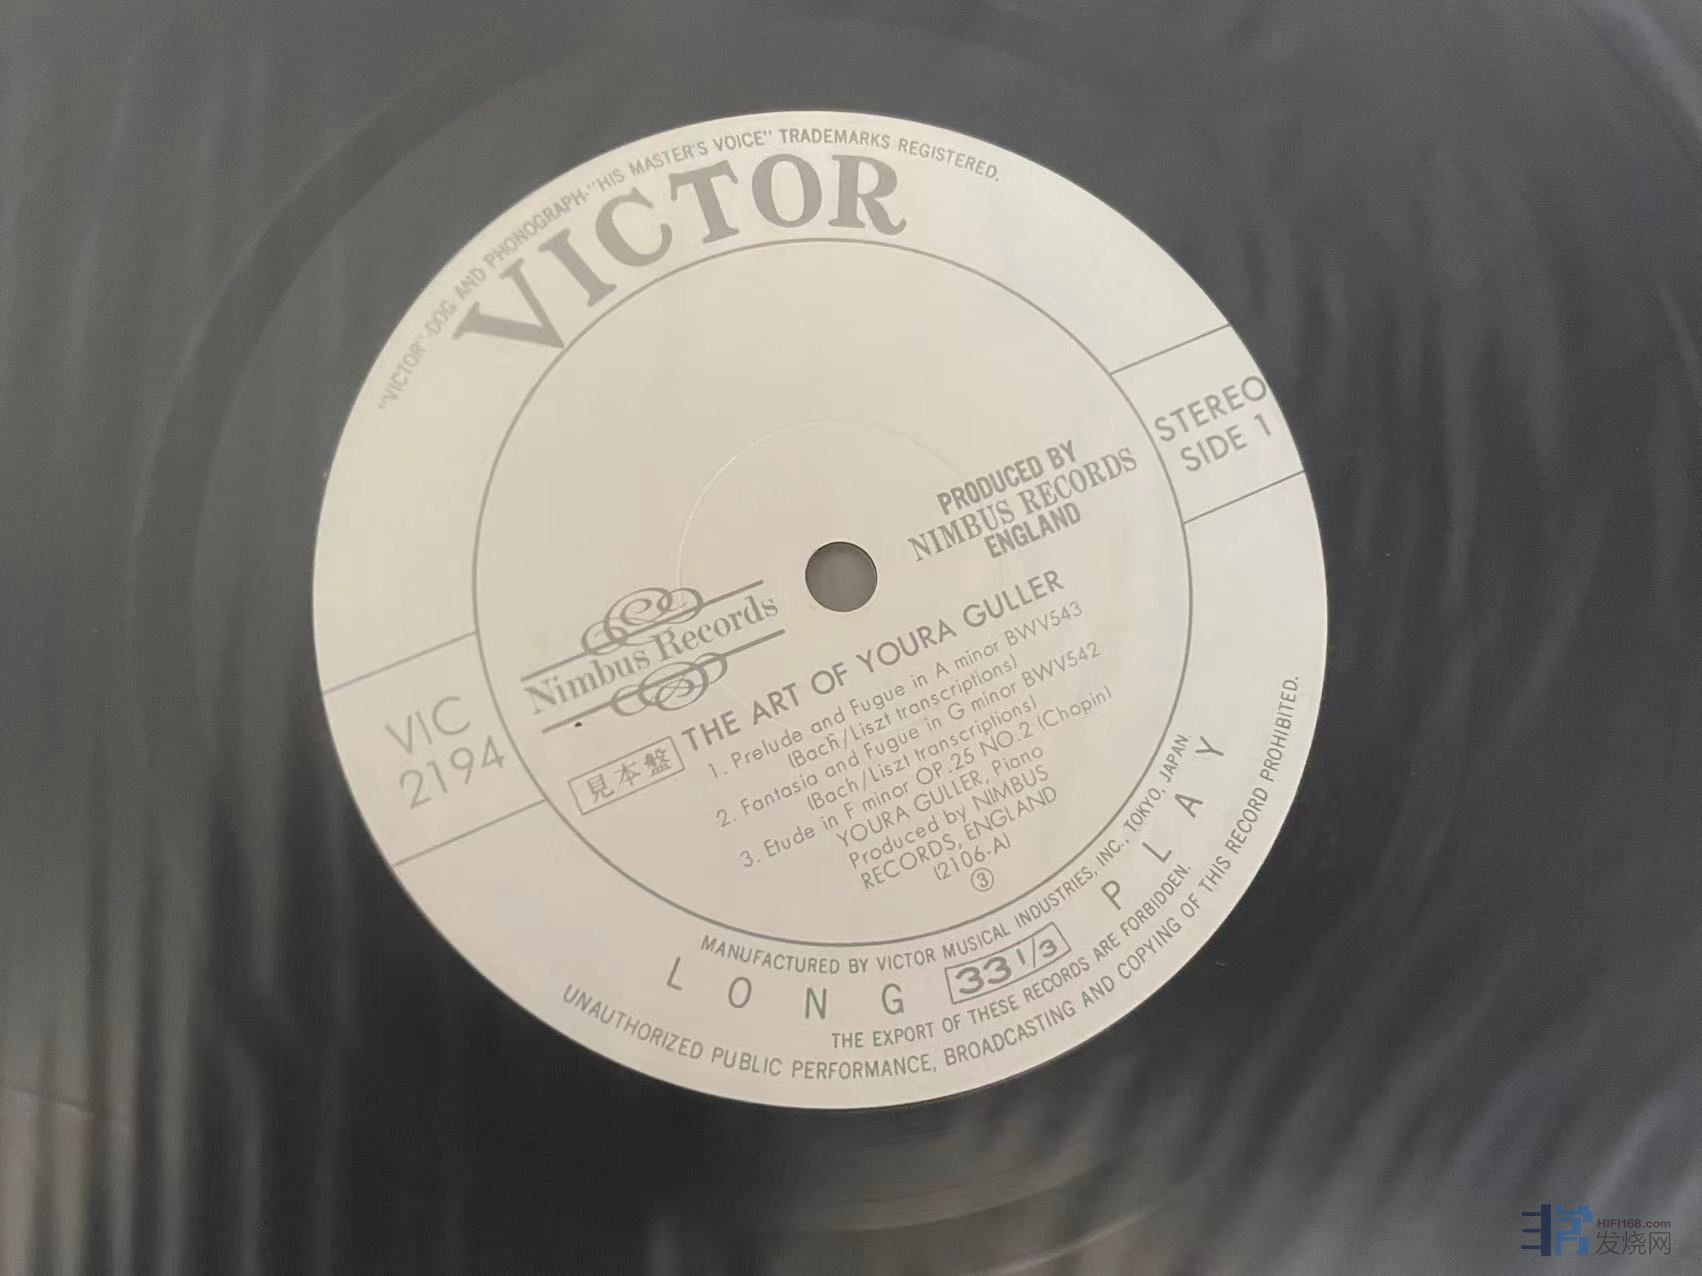 "VICTOR"-DOG AND PHONOGRAPH-"HIS MASTER'S VOICE" TRADEMARKS REGISTERED.
VICTOR
STEREO
SIDE 1
PRODUCED BY
NIMBUS RECORDS
ENGLAND
Nimbus Records
VIC
2194
見本盤
THE ART OF YOURA GULLER
1. Prelude and Fugue in A minor BWV543
(Bach/Liszt transcriptions)
2. Fantasia and Fugue in G minor BWV542
(Bach/Liszt transcriptions)
3. Etude in F minor OP.25 NO.2 (Chopin)
YOURA GULLER, Piano
Produced by NIMBUS
RECORDS, ENGLAND
(2106-A)
③
MANUFACTURED BY VICTOR MUSICAL INDUSTRIES, INC., TOKYO, JAPAN.
LONG 33 1/3 PLAY
THE EXPORT OF THESE RECORDS ARE FORBIDDEN.
UNAUTHORIZED PUBLIC PERFORMANCE, BROADCASTING AND COPYING OF THIS RECORD PROHIBITED.
HIFI168.com
发烧网